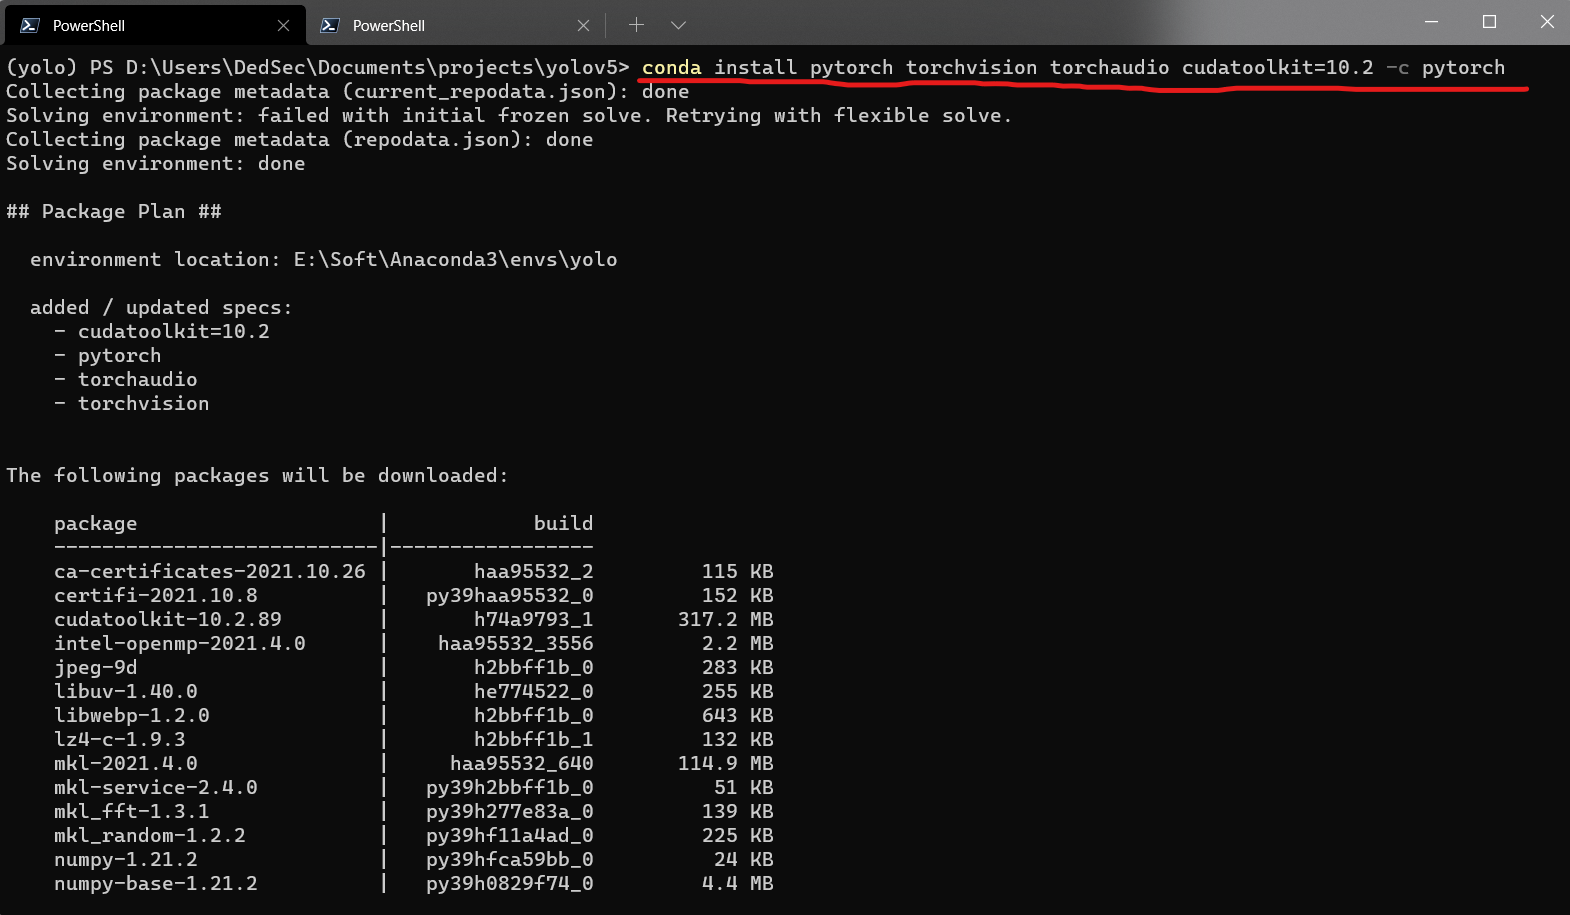 PowerShell
PowerShell
(yolo) PS D:\Users\DedSec\Documents\projects\yolov5> conda install pytorch torchvision torchaudio cudatoolkit=10.2 -c pytorch
Collecting package metadata (current_repodata.json): done
Solving environment: failed with initial frozen solve. Retrying with flexible solve.
Collecting package metadata (repodata.json): done
Solving environment: done
## Package Plan ##
environment location: E:\Soft\Anaconda3\envs\yolo
added / updated specs:
- cudatoolkit=10.2
- pytorch
- torchaudio
- torchvision
The following packages will be downloaded:
package | build
---------------------------|-----------------
ca-certificates-2021.10.26 | haa95532_2 115 KB
certifi-2021.10.8 | py39haa95532_0 152 KB
cudatoolkit-10.2.89 | h74a9793_1 317.2 MB
intel-openmp-2021.4.0 | haa95532_3556 2.2 MB
jpeg-9d | h2bbff1b_0 283 KB
libuv-1.40.0 | he774522_0 255 KB
libwebp-1.2.0 | h2bbff1b_0 643 KB
lz4-c-1.9.3 | h2bbff1b_1 132 KB
mkl-2021.4.0 | haa95532_640 114.9 MB
mkl-service-2.4.0 | py39h2bbff1b_0 51 KB
mkl_fft-1.3.1 | py39h277e83a_0 139 KB
mkl_random-1.2.2 | py39hf11a4ad_0 225 KB
numpy-1.21.2 | py39hfca59bb_0 24 KB
numpy-base-1.21.2 | py39h0829f74_0 4.4 MB